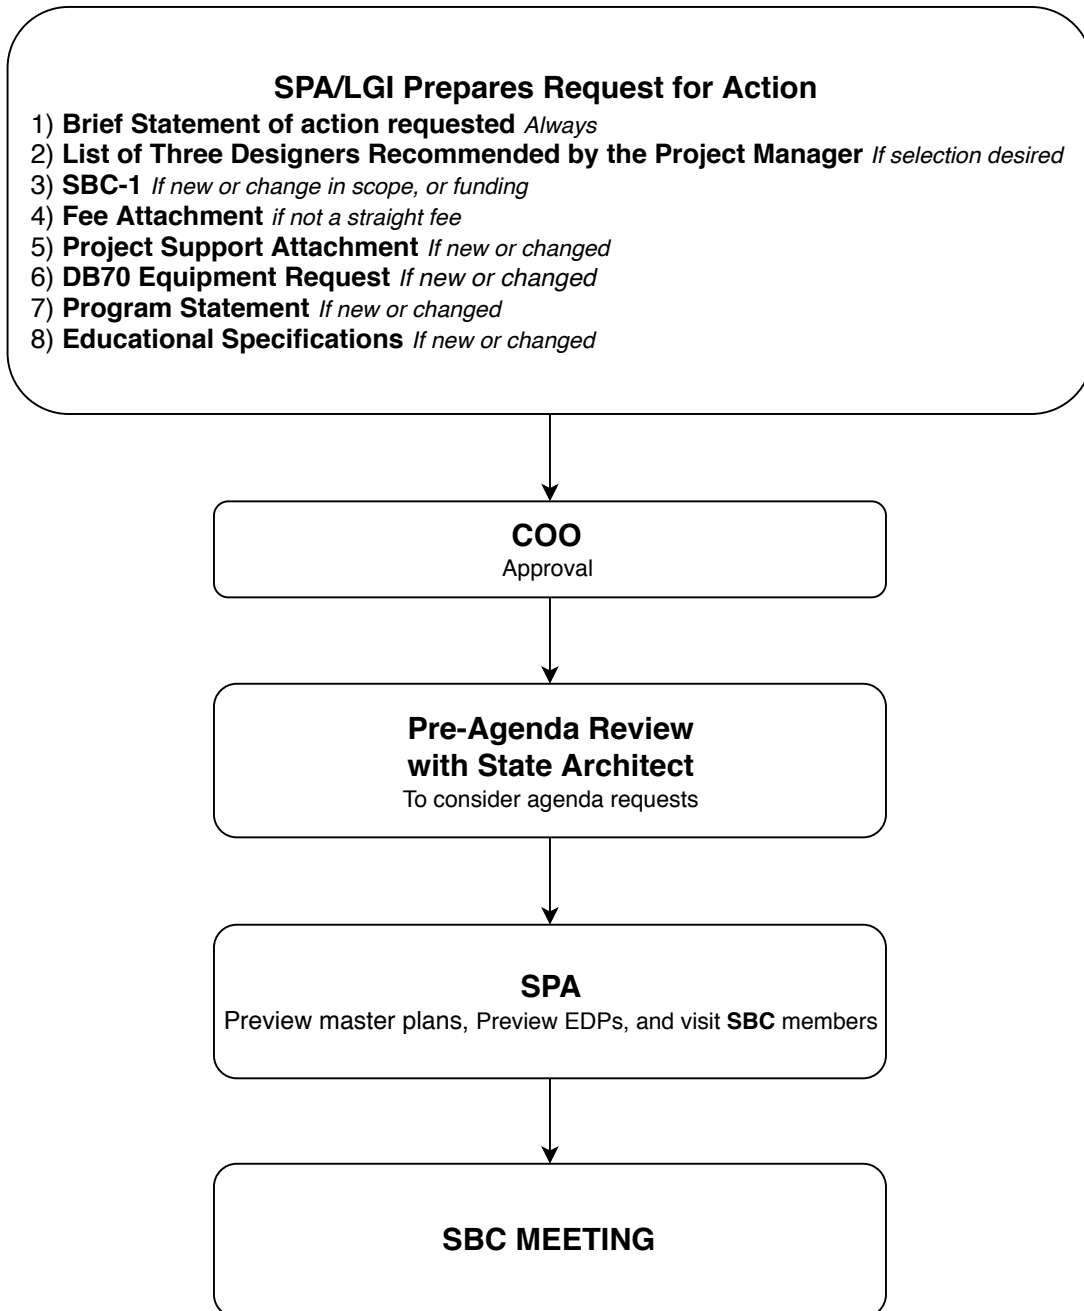 SPA/LGI Prepares Request for Action
1) Brief Statement of action requested Always
2) List of Three Designers Recommended by the Project Manager If selection desired
3) SBC-1 If new or change in scope, or funding
4) Fee Attachment if not a straight fee
5) Project Support Attachment If new or changed
6) DB70 Equipment Request If new or changed
7) Program Statement If new or changed
8) Educational Specifications If new or changed
COO
Approval
Pre-Agenda Review
with State Architect
To consider agenda requests
SPA
Preview master plans, Preview EDPs, and visit SBC members
SBC MEETING